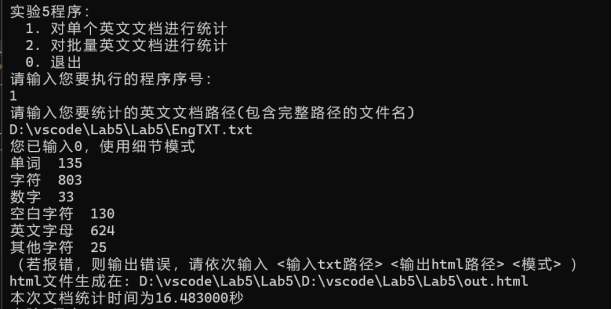 实验5程序：
1. 对单个英文文档进行统计
2. 对批量英文文档进行统计
0. 退出
请输入您要执行的程序序号：
1
请输入您要统计的英文文档路径(包含完整路径的文件名)
D:\vscode\Lab5\Lab5\EngTXT.txt
您已输入0，使用细节模式
单词 135
字符 803
数字 33
空白字符 130
英文字母 624
其他字符 25
（若报错，则输出错误，请依次输入 <输入txt路径> <输出html路径> <模式> ）
html文件生成在：D:\vscode\Lab5\Lab5\D:\vscode\Lab5\Lab5\out.html
本次文档统计时间为16.483000秒